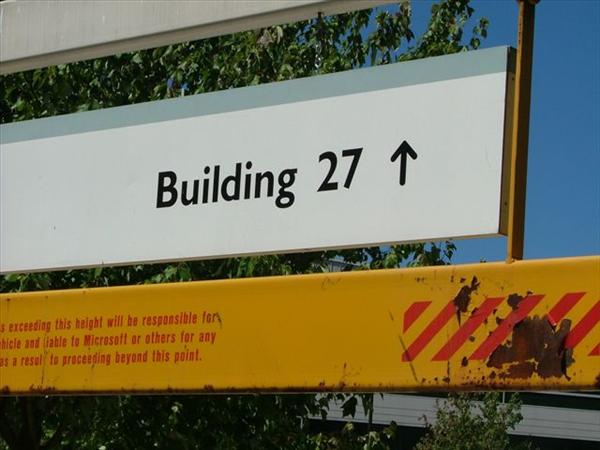 Building 27 ↑
s exceeding this height will be responsible for
hicle and liable to Microsoft or others for any
as a result to proceeding beyond this point.